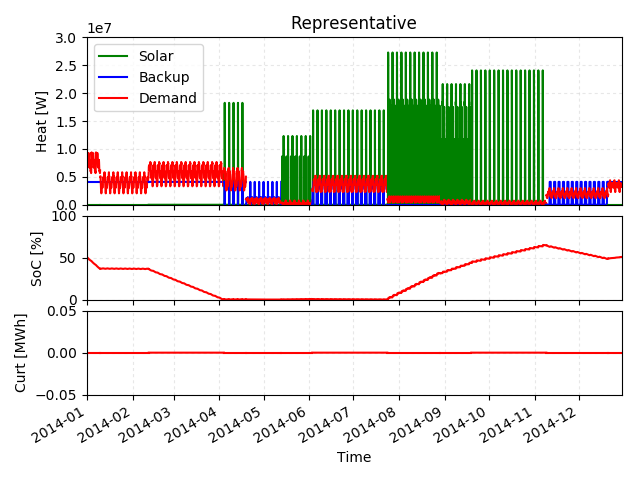 Representative
1e7
3.0
2.5
2.0
1.5
1.0
0.5
0.0
Heat [W]
Solar
Backup
Demand
100
50
0
SoC [%]
0.05
0.00
−0.05
Curt [MWh]
2014-01
2014-02
2014-03
2014-04
2014-05
2014-06
2014-07
2014-08
2014-09
2014-10
2014-11
2014-12
Time